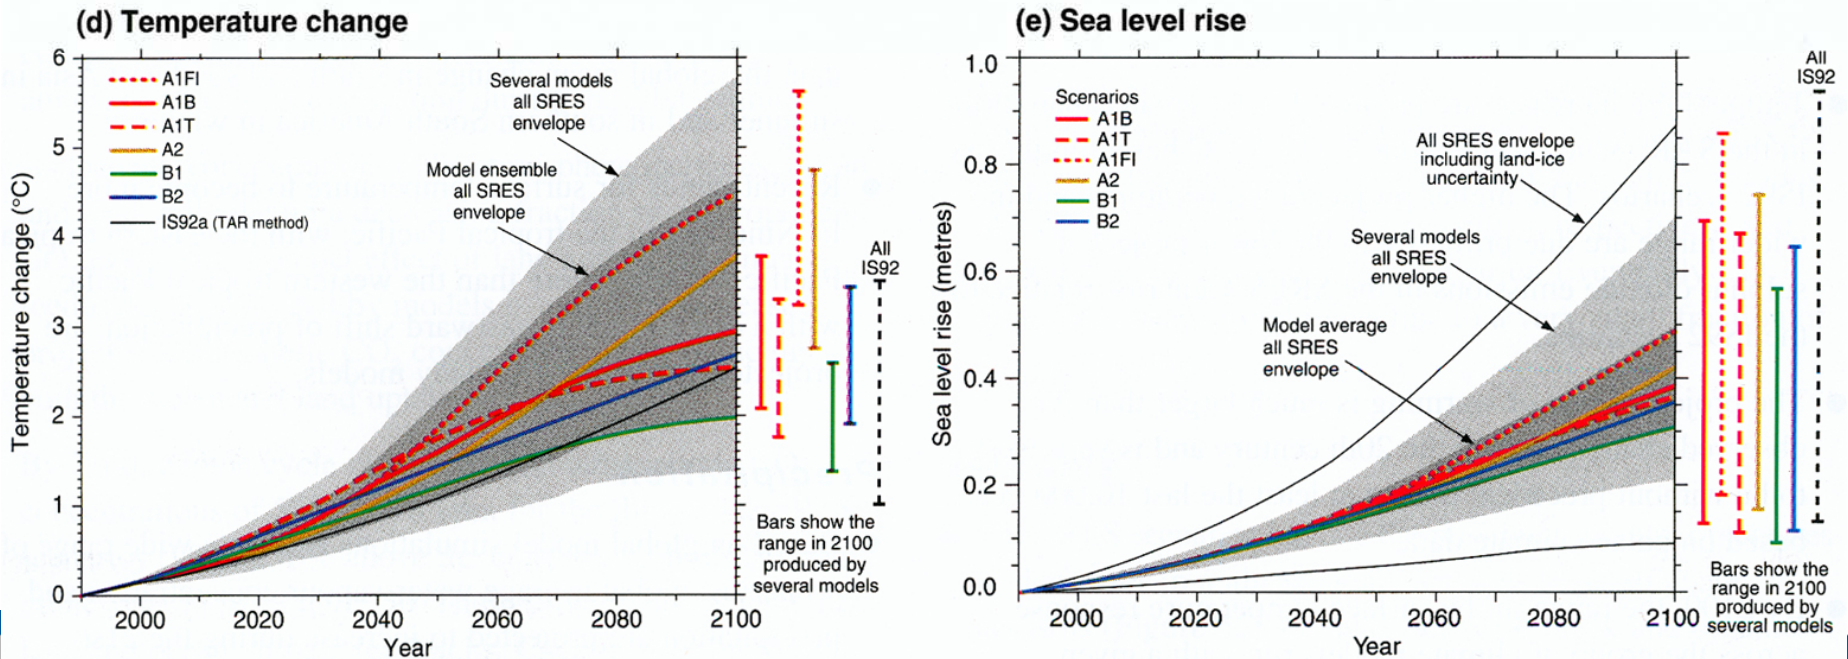 (d) Temperature change
6
5
4
3
2
1
0
Temperature change (°C)
A1FI
A1B
A1T
A2
B1
B2
IS92a (TAR method)
Several models
all SRES
envelope
Model ensemble
all SRES
envelope
2000
2020
2040
2060
2080
2100
Year
All
IS92
Bars show the
range in 2100
produced by
several models
(e) Sea level rise
1.0
0.8
0.6
0.4
0.2
0.0
Sea level rise (metres)
Scenarios
A1B
A1T
A1FI
A2
B1
B2
All SRES envelope
including land-ice
uncertainty
Several models
all SRES
envelope
Model average
all SRES
envelope
2000
2020
2040
2060
2080
2100
Year
All
IS92
Bars show the
range in 2100
produced by
several models